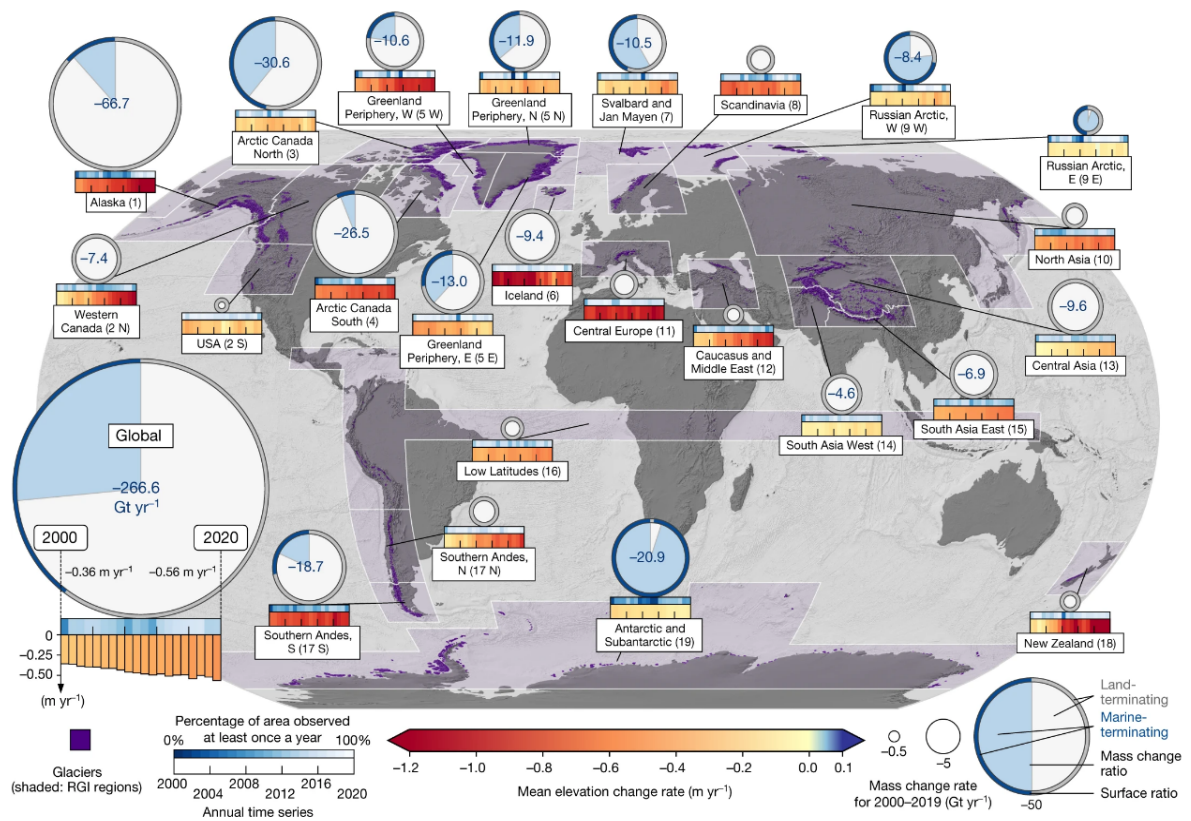 −66.7
Alaska (1)
−30.6
Arctic Canada
North (3)
−10.6
Greenland
Periphery, W (5 W)
−11.9
Greenland
Periphery, N (5 N)
−10.5
Svalbard and
Jan Mayen (7)
Scandinavia (8)
−8.4
Russian Arctic,
W (9 W)
Russian Arctic,
E (9 E)
−7.4
Western
Canada (2 N)
USA (2 S)
−26.5
Arctic Canada
South (4)
−13.0
Greenland
Periphery, E (5 E)
−9.4
Iceland (6)
Central Europe (11)
Caucasus and
Middle East (12)
North Asia (10)
−9.6
Central Asia (13)
−4.6
South Asia West (14)
−6.9
South Asia East (15)
Low Latitudes (16)
Southern Andes,
N (17 N)
−18.7
Southern Andes,
S (17 S)
−20.9
Antarctic and
Subantarctic (19)
New Zealand (18)
Global
−266.6
Gt yr⁻¹
2000
2020
−0.36 m yr⁻¹
−0.56 m yr⁻¹
0
−0.25
−0.50
(m yr⁻¹)
Glaciers
(shaded: RGI regions)
Percentage of area observed
at least once a year
0%
100%
2000 2008 2012 2016
2004 2020
Annual time series
−1.2 −1.0 −0.8 −0.6 −0.4 −0.2 0.0 0.1
Mean elevation change rate (m yr⁻¹)
−0.5
−5
Mass change rate
for 2000–2019 (Gt yr⁻¹)
−50
Land-
terminating
Marine-
terminating
Mass change
ratio
Surface ratio